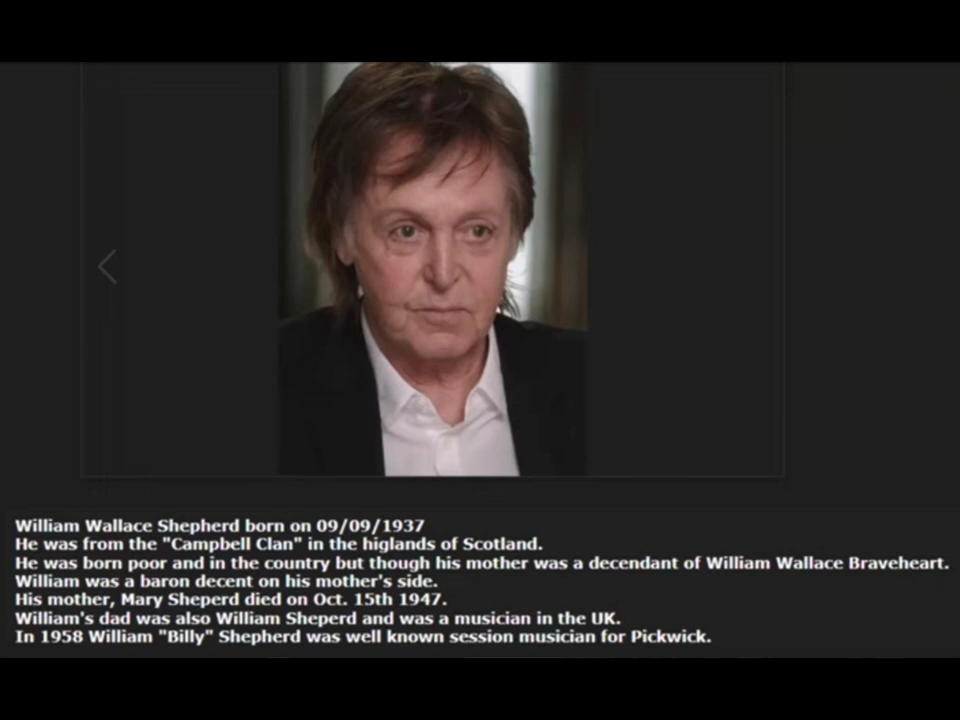 William Wallace Shepherd born on 09/09/1937
He was from the "Campbell Clan" in the higlands of Scotland.
He was born poor and in the country but though his mother was a decendant of William Wallace Braveheart.
William was a baron decent on his mother's side.
His mother, Mary Sheperd died on Oct. 15th 1947.
William's dad was also William Sheperd and was a musician in the UK.
In 1958 William "Billy" Shepherd was well known session musician for Pickwick.